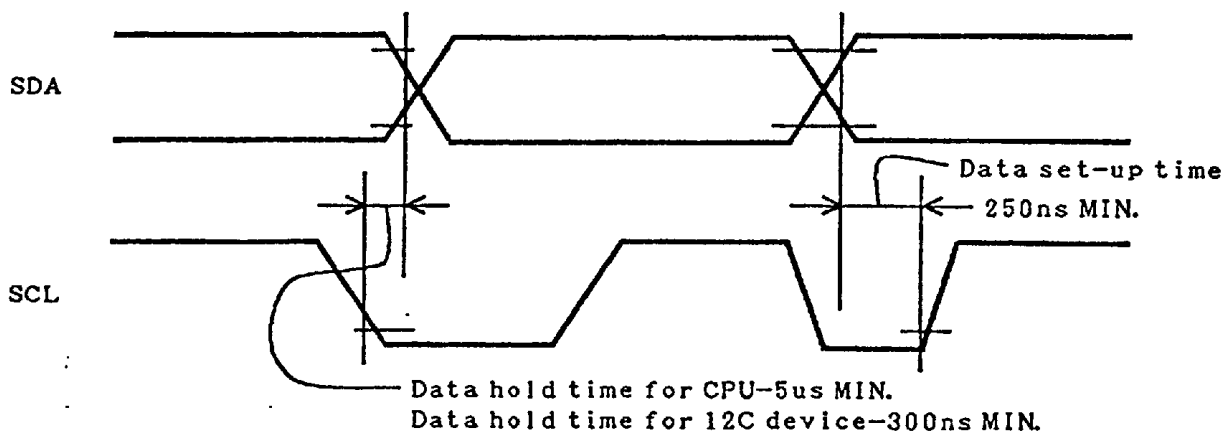 SDA
Data set-up time
250ns MIN.
SCL
Data hold time for CPU-5us MIN.
Data hold time for 12C device-300ns MIN.